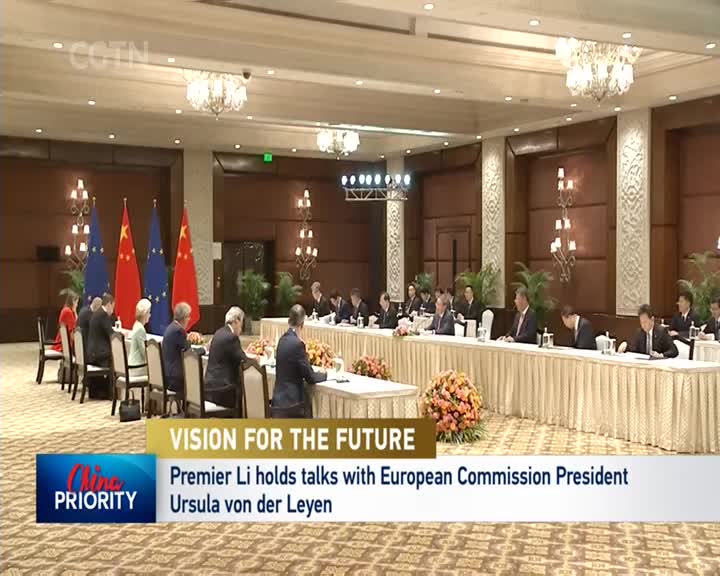 CGTN
VISION FOR THE FUTURE
China
PRIORITY
Premier Li holds talks with European Commission President
Ursula von der Leyen